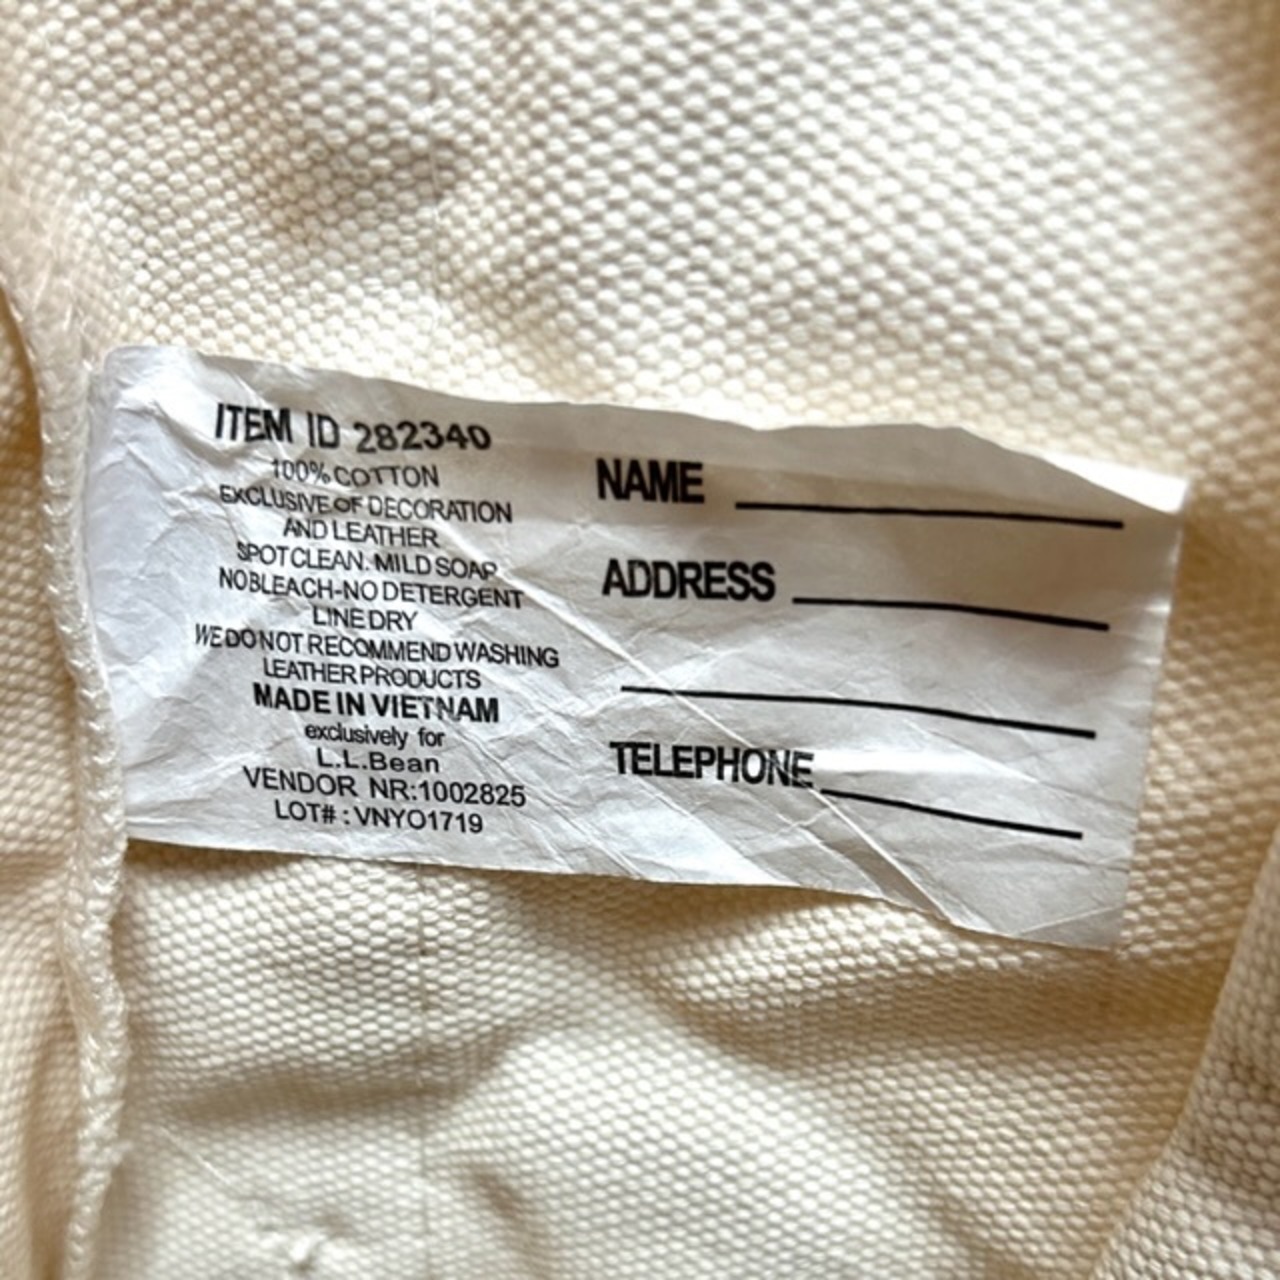 ITEM ID 282340
100% COTTON
EXCLUSIVE OF DECORATION
AND LEATHER
SPOT CLEAN. MILD SOAP
NO BLEACH-NO DETERGENT
LINE DRY
WE DO NOT RECOMMEND WASHING
LEATHER PRODUCTS
MADE IN VIETNAM
exclusively for
L.L.Bean
VENDOR NR:1002825
LOT# : VNYO1719
NAME
ADDRESS
TELEPHONE